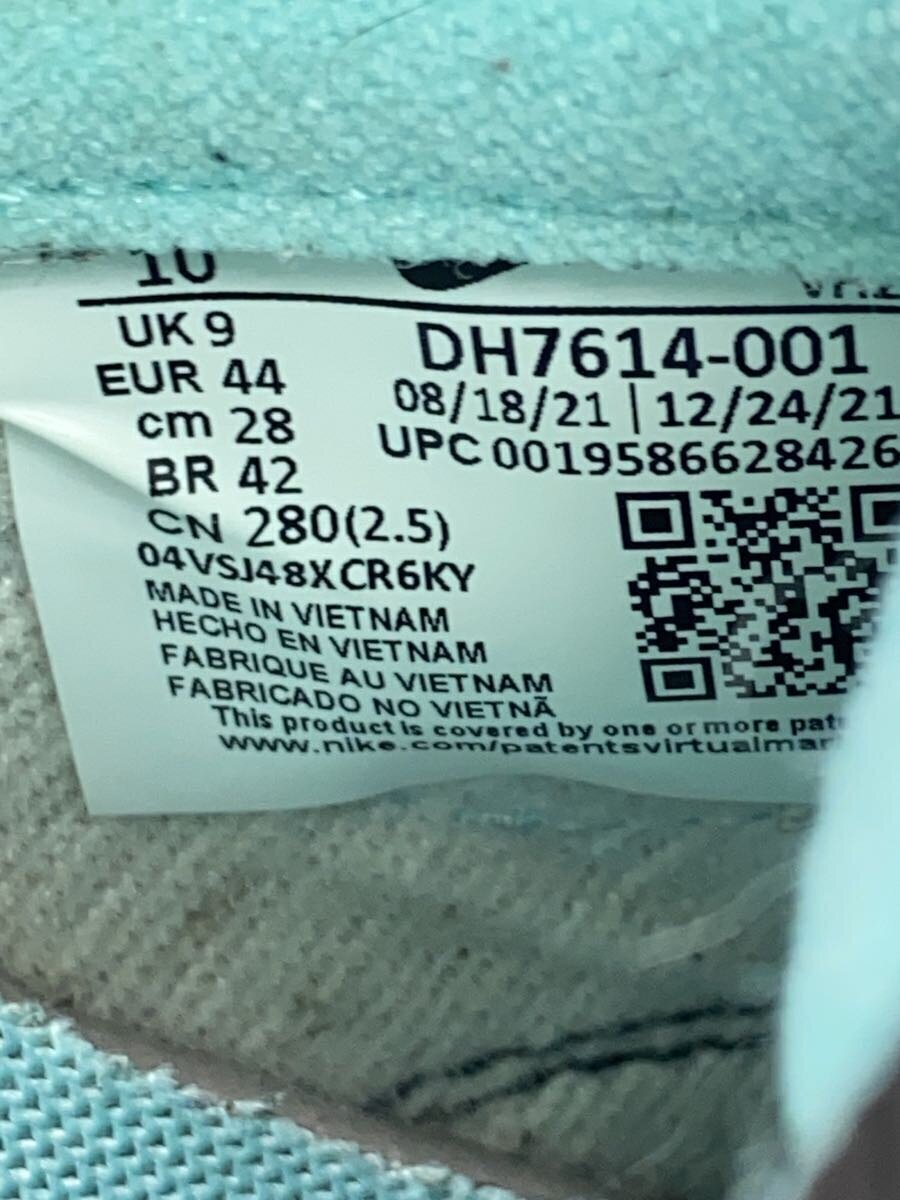 10
UK 9
EUR 44
cm 28
BR 42
CN 280(2.5)
04VSJ48XCR6KY
MADE IN VIETNAM
HECHO EN VIETNAM
FABRIQUE AU VIETNAM
FABRICADO NO VIETNÃ
This product is covered by one or more
www.nike.com/patentsvirtualmar
DH7614-001
08/18/21 | 12/24/21
UPC 00195866628426